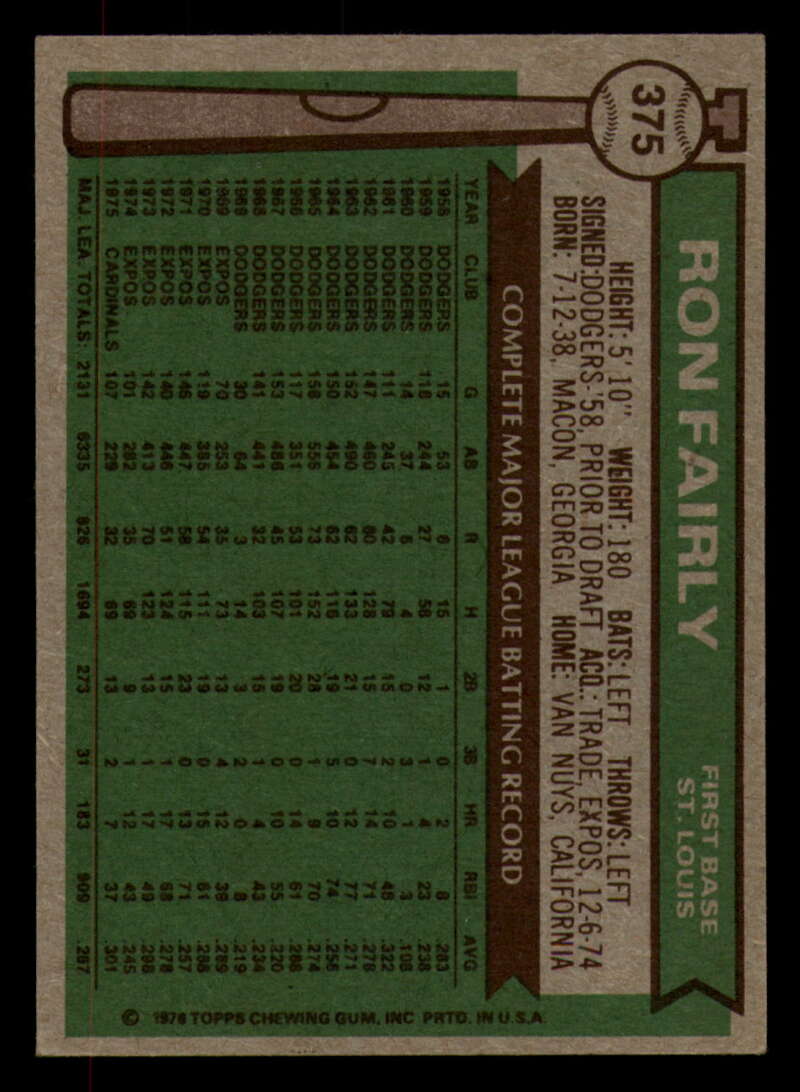 375
RON FAIRLY
FIRST BASE
ST. LOUIS
HEIGHT: 5' 10" WEIGHT: 180 BATS: LEFT THROWS: LEFT
SIGNED: DODGERS-'58, PRIOR TO DRAFT ACQ.: TRADE, EXPOS, 12-6-74
BORN: 7-12-38, MACON, GEORGIA HOME: VAN NUYS, CALIFORNIA
COMPLETE MAJOR LEAGUE BATTING RECORD
YEAR CLUB G AB R H 2B 3B HR RBI AVG
1958 DODGERS 15 53 6 15 1 0 2 8 .283
1959 DODGERS 118 244 27 58 12 1 4 23 .238
1960 DODGERS 14 37 6 4 0 3 1 3 .108
1961 DODGERS 111 245 42 79 15 2 10 48 .322
1962 DODGERS 147 460 80 128 15 7 14 71 .278
1963 DODGERS 152 490 62 133 21 0 12 77 .271
1964 DODGERS 150 454 62 116 19 5 10 74 .256
1965 DODGERS 158 555 73 152 28 1 9 70 .274
1966 DODGERS 117 351 53 101 20 0 14 61 .288
1967 DODGERS 153 486 45 107 19 0 10 55 .220
1968 DODGERS 141 441 32 103 15 1 4 43 .234
1969 DODGERS 30 64 3 14 3 2 0 8 .219
1969 EXPOS 70 253 35 73 13 4 12 39 .289
1970 EXPOS 119 385 54 111 19 0 15 61 .288
1971 EXPOS 146 447 58 115 23 0 13 71 .257
1972 EXPOS 140 446 51 124 15 1 17 68 .278
1973 EXPOS 142 413 70 123 13 1 17 49 .298
1974 EXPOS 101 282 35 69 9 1 12 43 .245
1975 CARDINALS 107 229 32 69 13 2 7 37 .301
MAJ. LEA. TOTALS: 2131 6335 826 1694 273 31 183 909 .267
© 1976 TOPPS CHEWING GUM, INC PRTD. IN U.S.A.